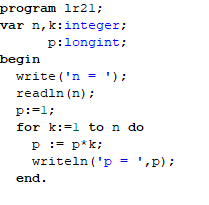 program lr21;
var n,k:integer;
p:longint;
begin
write('n = ');
readln(n);
p:=1;
for k:=1 to n do
p := p*k;
writeln('p = ',p);
end.